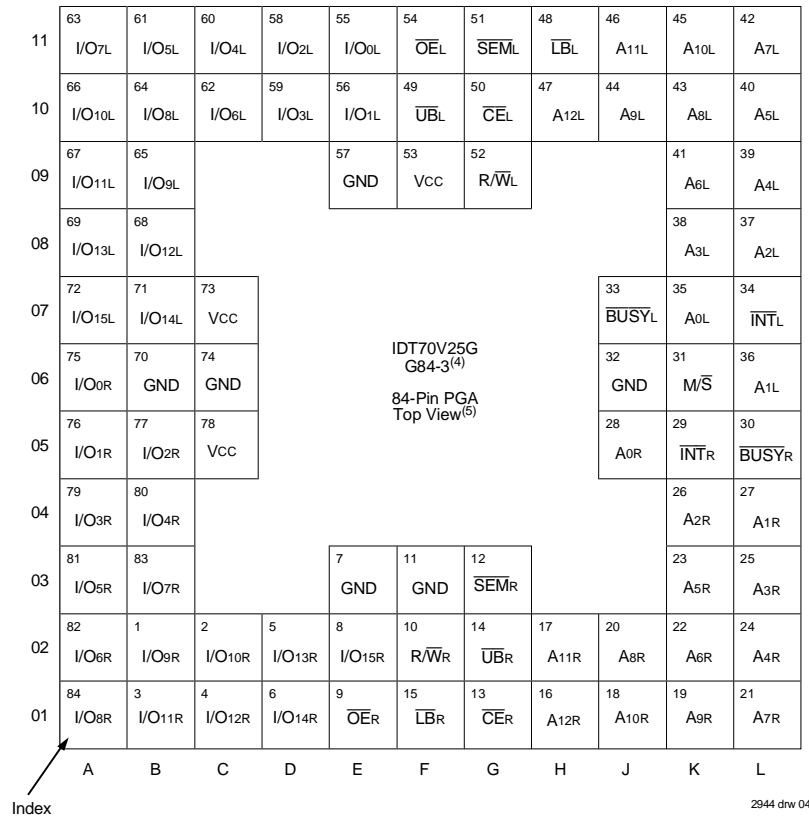 63 61 60 58 55 54 51 48 46 45 42
11 I/O7L I/O5L I/O4L I/O2L I/O0L OEL SEML LBL A11L A10L A7L
66 64 62 59 56 49 50 47 44 43 40
10 I/O10L I/O8L I/O6L I/O3L I/O1L UBL CEL A12L A9L A8L A5L
67 65 57 53 52 41 39
09 I/O11L I/O9L GND VCC R/WL A6L A4L
69 68 38 37
08 I/O13L I/O12L A3L A2L
72 71 73 33 35 34
07 I/O15L I/O14L VCC BUSYL A0L INTL
IDT70V25G
G84-3(4)
75 70 74 32 31 36
06 I/O0R GND GND GND M/S A1L
84-Pin PGA
Top View(5)
76 77 78 28 29 30
05 I/O1R I/O2R VCC A0R INTR BUSYR
79 80 26 27
04 I/O3R I/O4R A2R A1R
81 83 7 11 12 23 25
03 I/O5R I/O7R GND GND SEMR A5R A3R
82 1 2 5 8 10 14 17 20 22 24
02 I/O6R I/O9R I/O10R I/O13R I/O15R R/WR UBR A11R A8R A6R A4R
84 3 4 6 9 15 13 16 18 19 21
01 I/O8R I/O11R I/O12R I/O14R OER LBR CER A12R A10R A9R A7R
A B C D E F G H J K L
Index
2944 drw 04